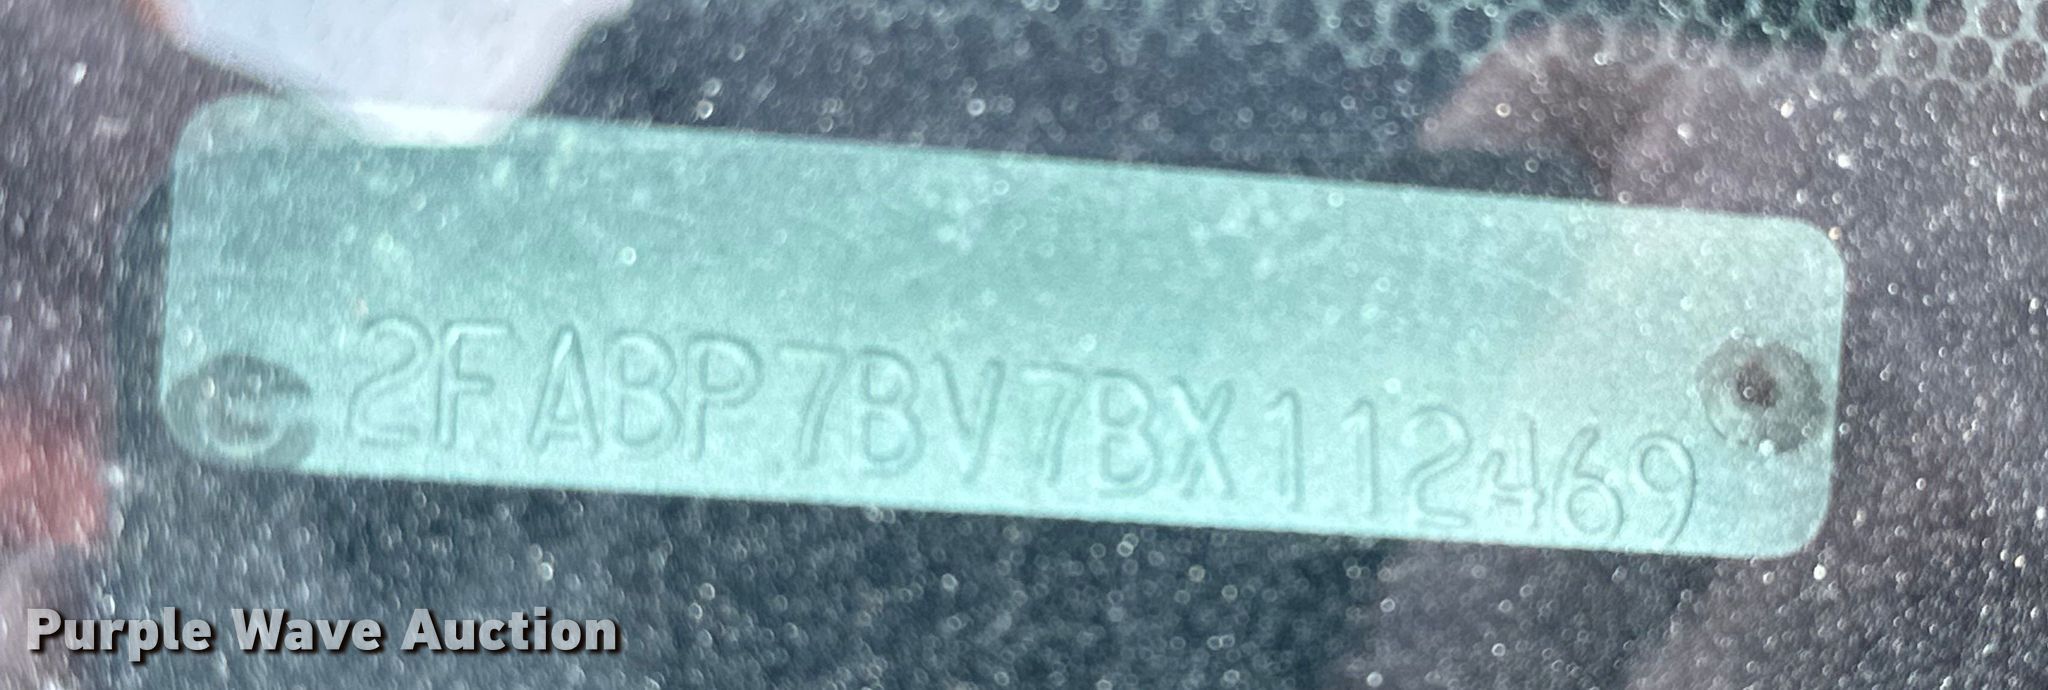 2FABP7BV7BX112469
Purple Wave Auction